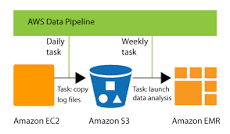 AWS Data Pipeline
Daily
task
Weekly
task
Task: copy
log files
Task: launch
data analysis
Amazon EC2
Amazon S3
Amazon EMR